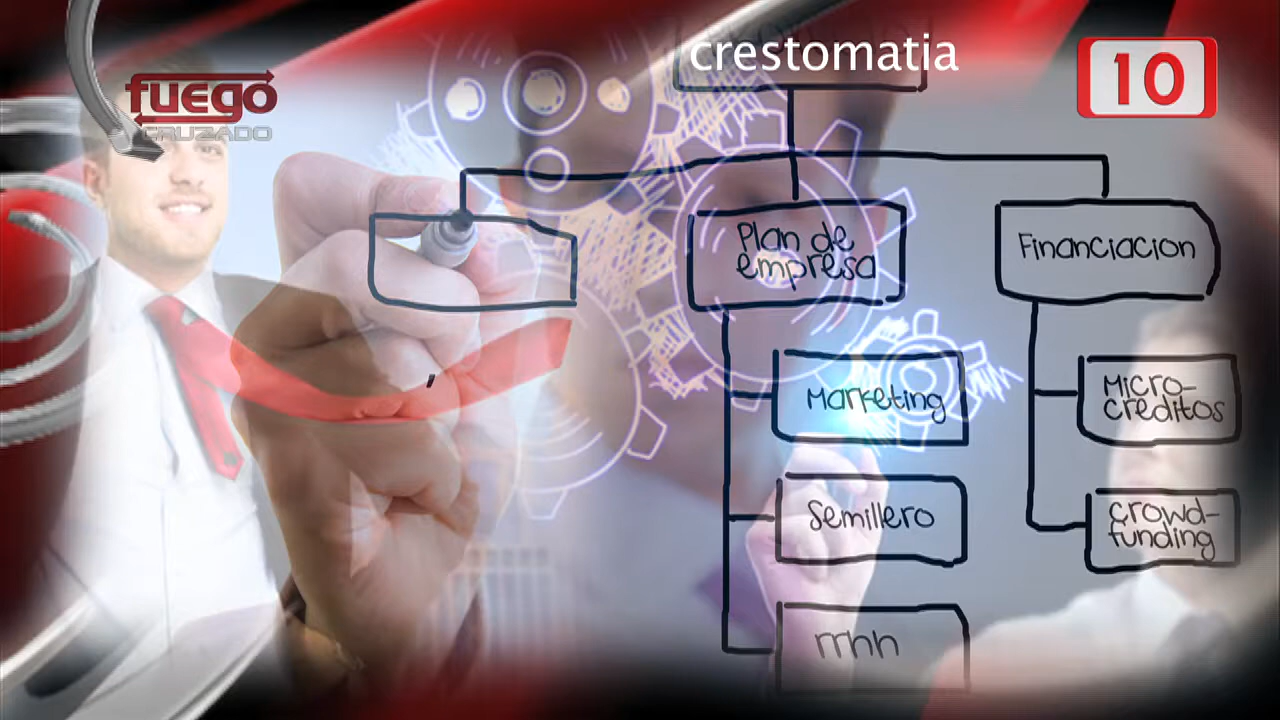 crestomatia
10
fuego
CRUZADO
Plan de
empresa
Financiacion
Marketing
Micro-
creditos
Semillero
crowd-
funding
rrhh